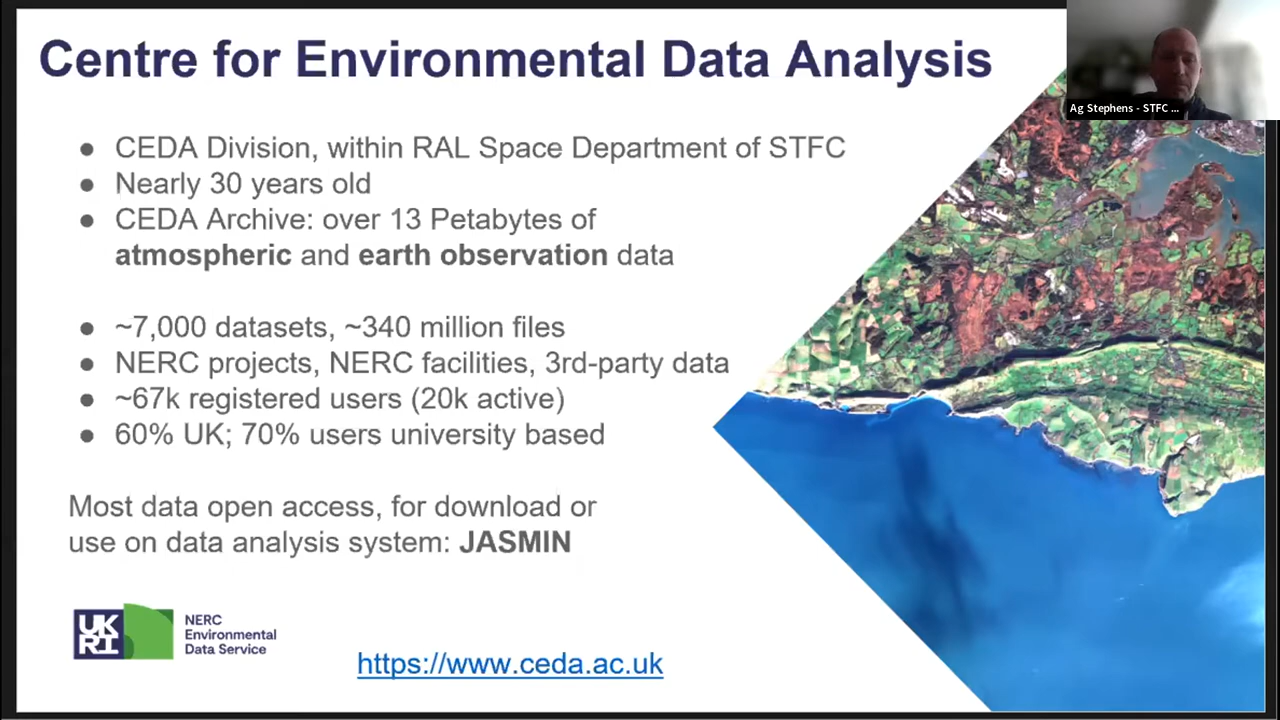 Centre for Environmental Data Analysis
Ag Stephens - STFC ...
● CEDA Division, within RAL Space Department of STFC
● Nearly 30 years old
● CEDA Archive: over 13 Petabytes of
atmospheric and earth observation data
● ~7,000 datasets, ~340 million files
● NERC projects, NERC facilities, 3rd-party data
● ~67k registered users (20k active)
● 60% UK; 70% users university based
Most data open access, for download or
use on data analysis system: JASMIN
UK
RI
NERC
Environmental
Data Service
https://www.ceda.ac.uk